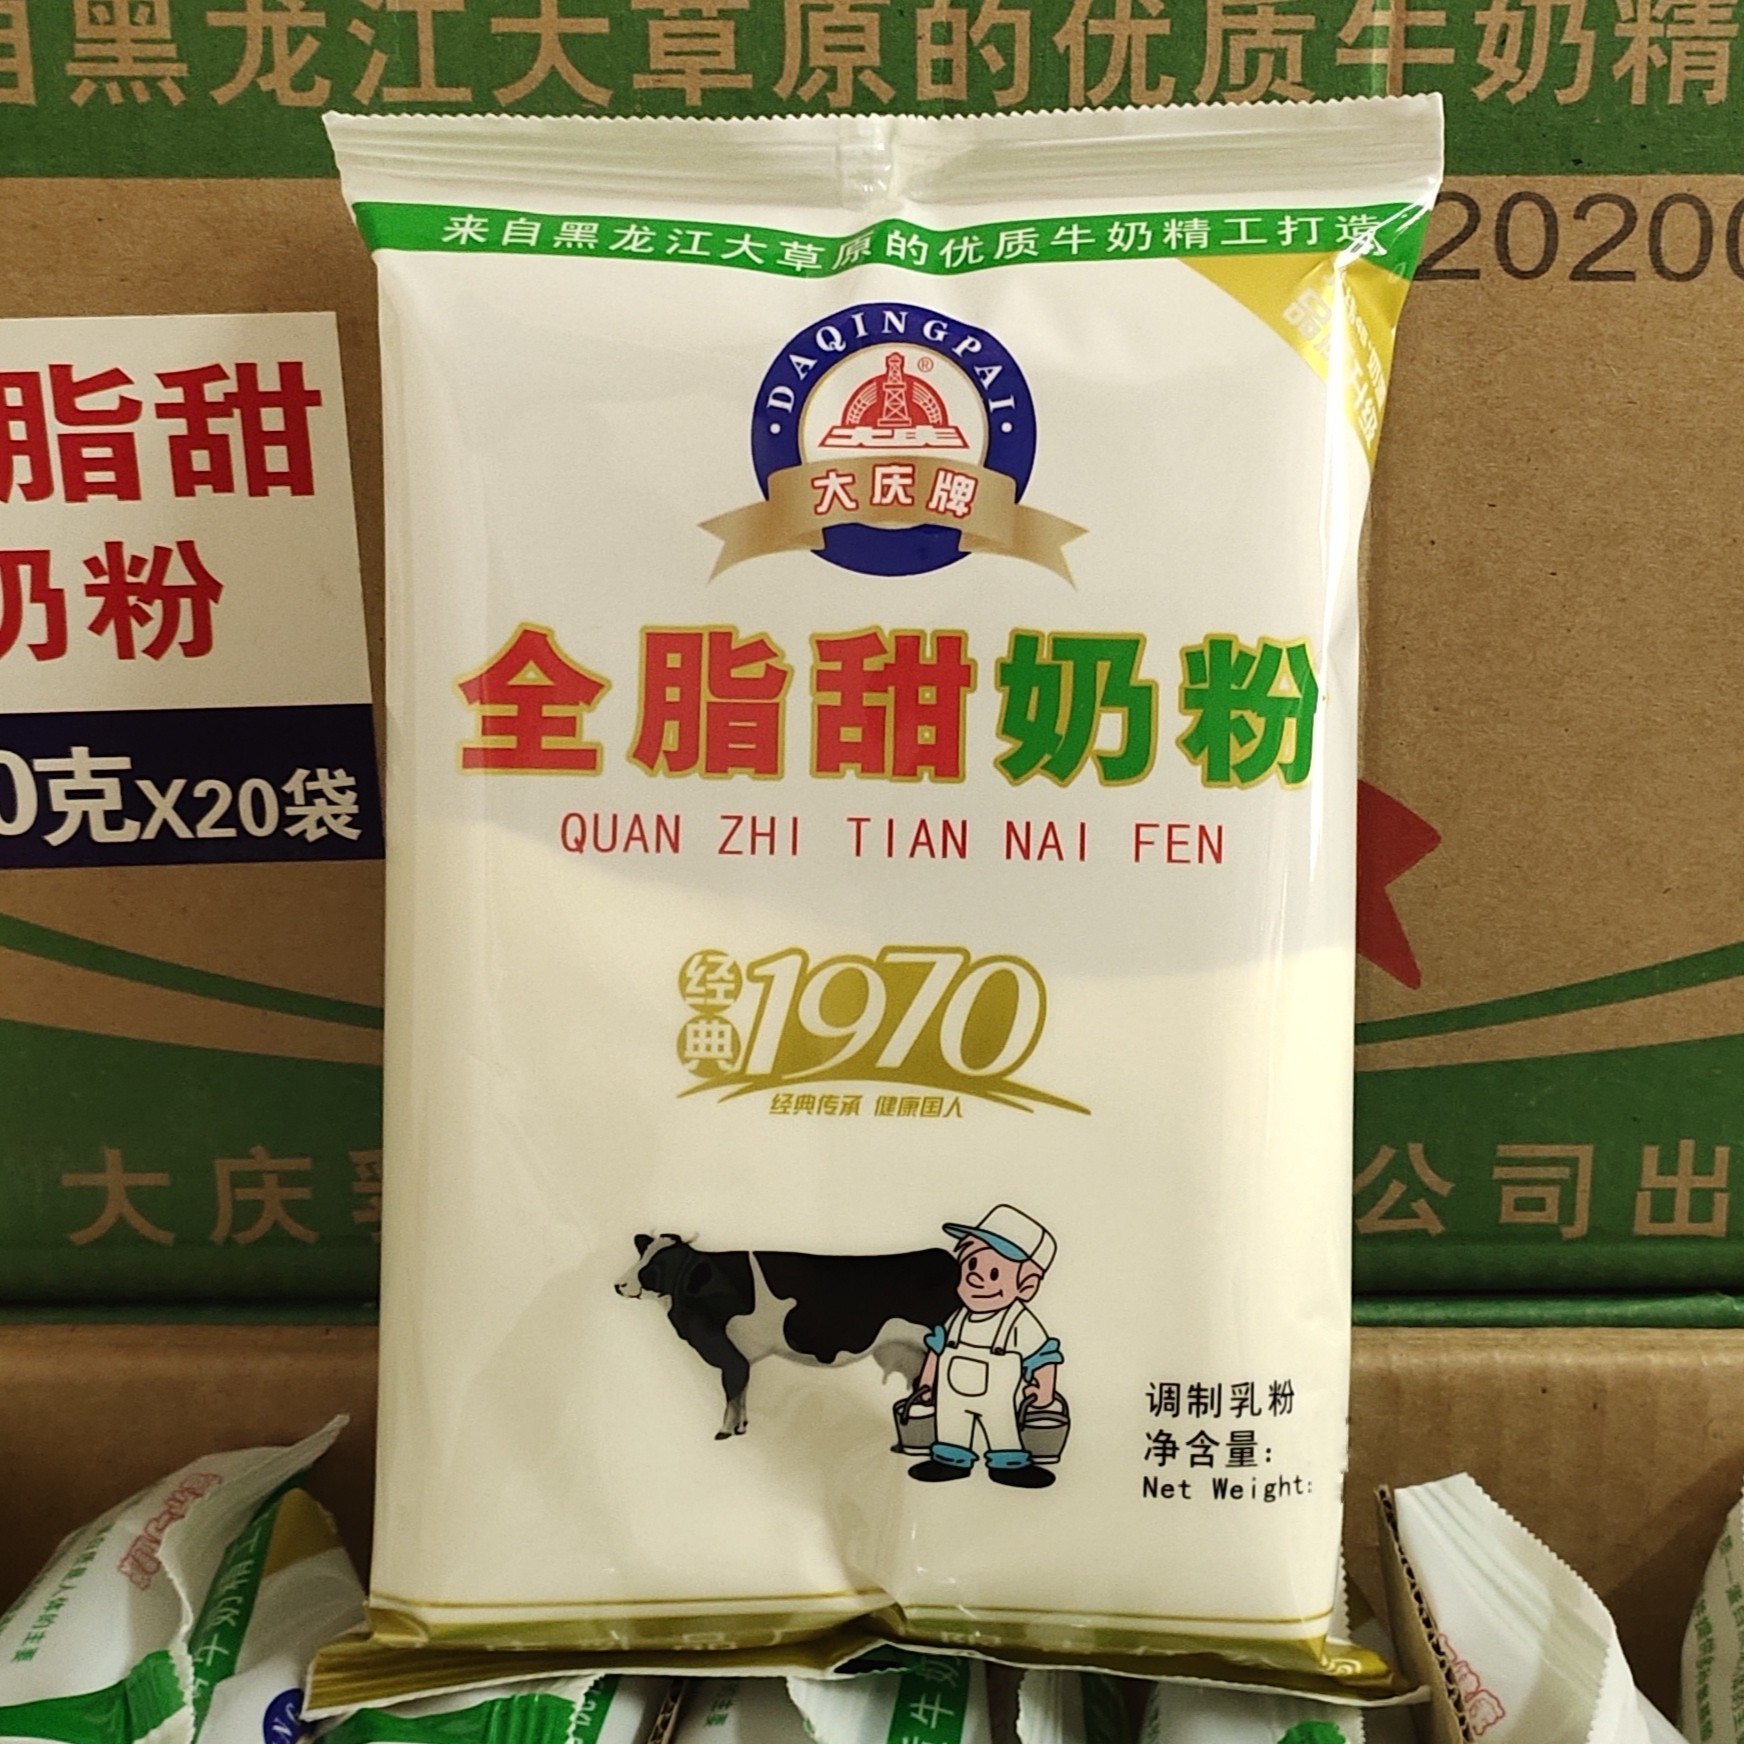 自黑龙江大草原的优质牛奶精
来自黑龙江大草原的优质牛奶精工打造
2020
DAQINGPAI
®
大庆牌
脂甜
奶粉
0克X20袋
全脂甜奶粉
QUAN ZHI TIAN NAI FEN
经典1970
经典传承 健康国人
大庆乳
公司出
调制乳粉
净含量:
Net Weight: